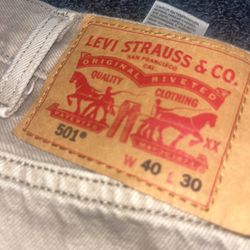 LEVI STRAUSS & CO.
SAN FRANCISCO
CAL
ORIGINAL RIVETED
QUALITY CLOTHING
501® XX
W 40 L 30